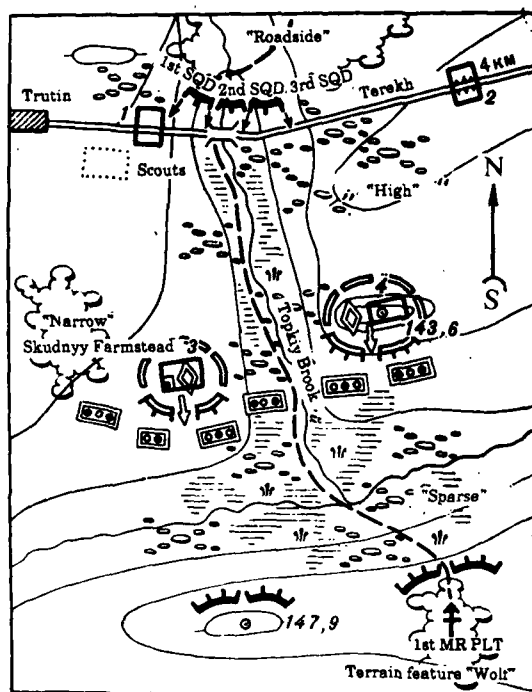 "Roadside"
1st SQD 2nd SQD. 3rd SQD
4 КМ
Trutin
1
Terekh
2
Scouts
"High"
N
S
4
143,6
"Narrow"
Skudnyy Farmstead
3
Topkiy Brook
"Sparse"
147,9
1st MR PLT
Terrain feature "Wolf"